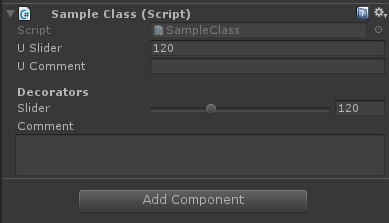 Sample Class (Script)
Script SampleClass
U Slider 120
U Comment
Decorators
Slider 120
Comment
Add Component